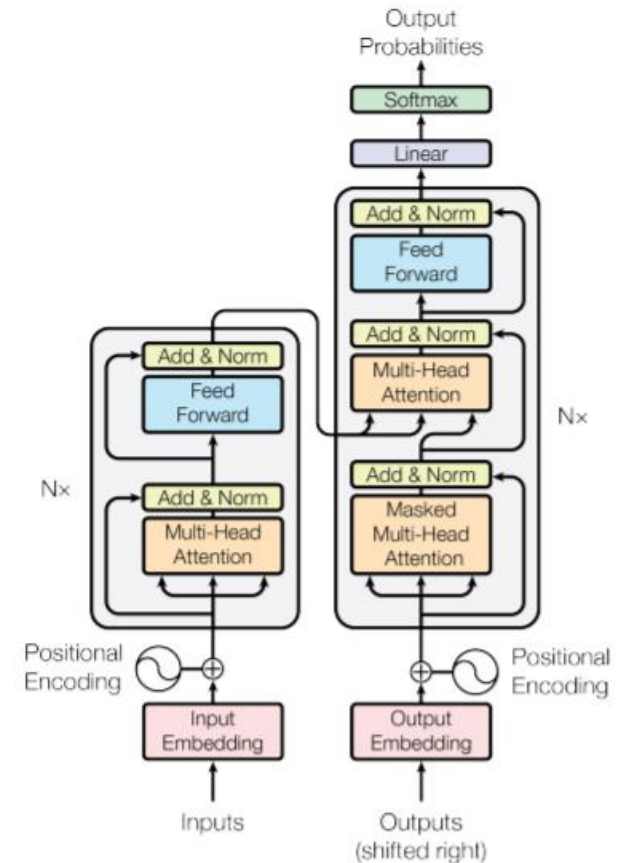 Output
Probabilities
Softmax
Linear
Add & Norm
Feed
Forward
Add & Norm
Multi-Head
Attention
Add & Norm
Masked
Multi-Head
Attention
Nx
Add & Norm
Feed
Forward
Add & Norm
Multi-Head
Attention
Nx
Positional
Encoding
Positional
Encoding
Input
Embedding
Output
Embedding
Inputs
Outputs
(shifted right)